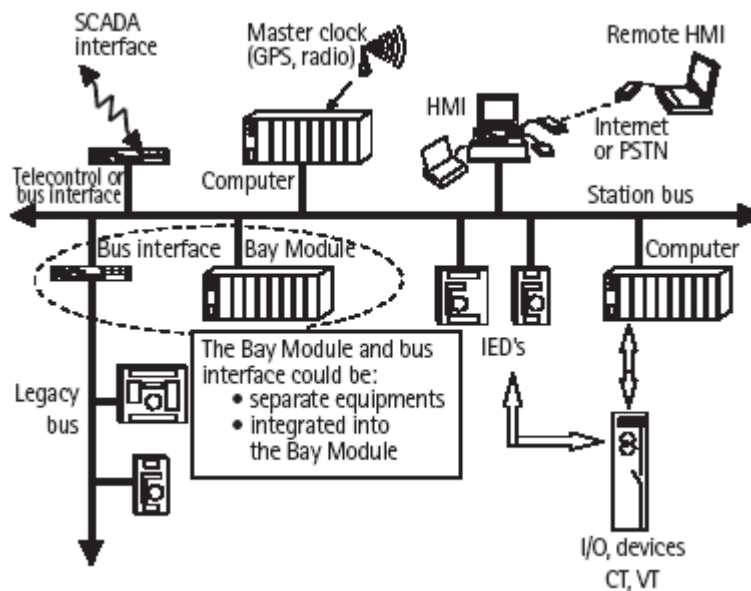 SCADA
interface
Master clock
(GPS, radio)
Remote HMI
HMI
Internet
or PSTN
Telecontrol or
bus interface
Computer
Station bus
Bus interface
Bay Module
Computer
The Bay Module and bus
interface could be:
• separate equipments
• integrated into
the Bay Module
IED's
Legacy
bus
I/O, devices
CT, VT